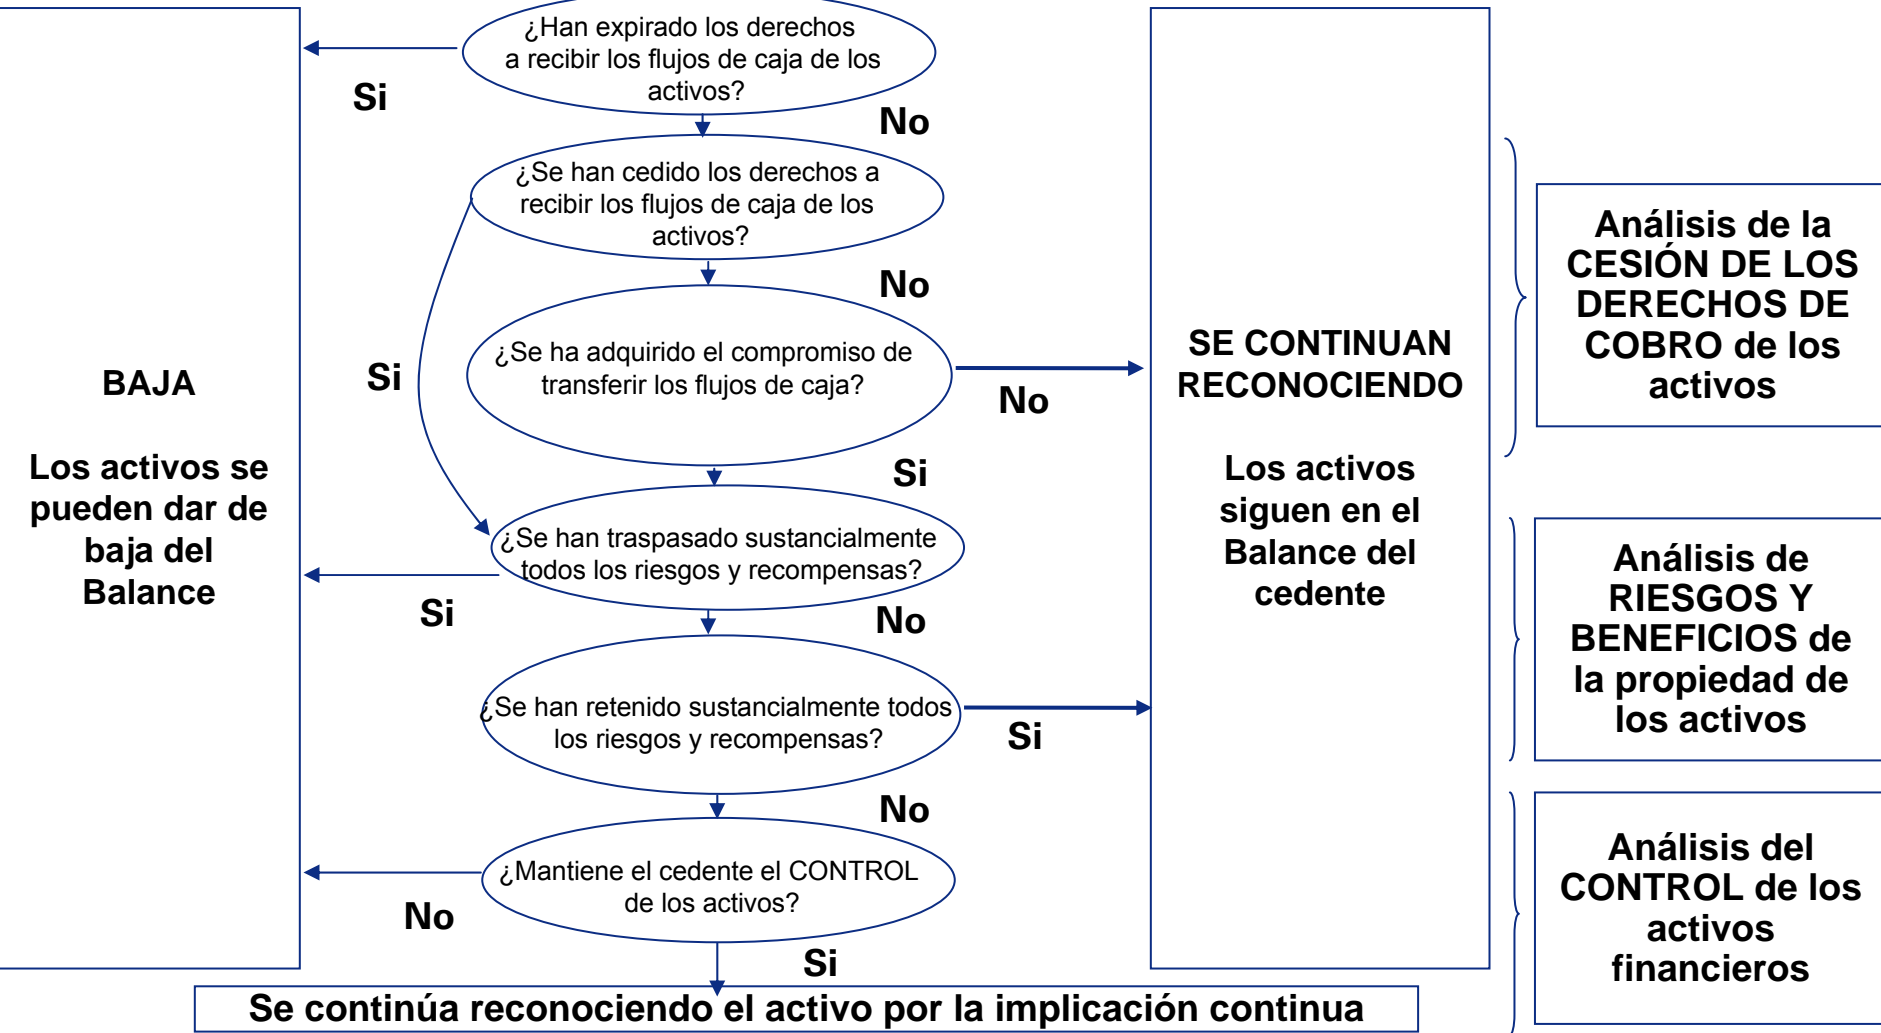 ¿Han expirado los derechos
a recibir los flujos de caja de los
activos?
Si
No
¿Se han cedido los derechos a
recibir los flujos de caja de los
activos?
No
Si
¿Se ha adquirido el compromiso de
transferir los flujos de caja?
No
Si
¿Se han traspasado sustancialmente
todos los riesgos y recompensas?
Si
No
¿Se han retenido sustancialmente todos
los riesgos y recompensas?
Si
No
¿Mantiene el cedente el CONTROL
de los activos?
No
Si
Se continúa reconociendo el activo por la implicación continua
BAJA
Los activos se
pueden dar de
baja del
Balance
SE CONTINUAN
RECONOCIENDO
Los activos
siguen en el
Balance del
cedente
Análisis de la
CESIÓN DE LOS
DERECHOS DE
COBRO de los
activos
Análisis de
RIESGOS Y
BENEFICIOS de
la propiedad de
los activos
Análisis del
CONTROL de los
activos
financieros